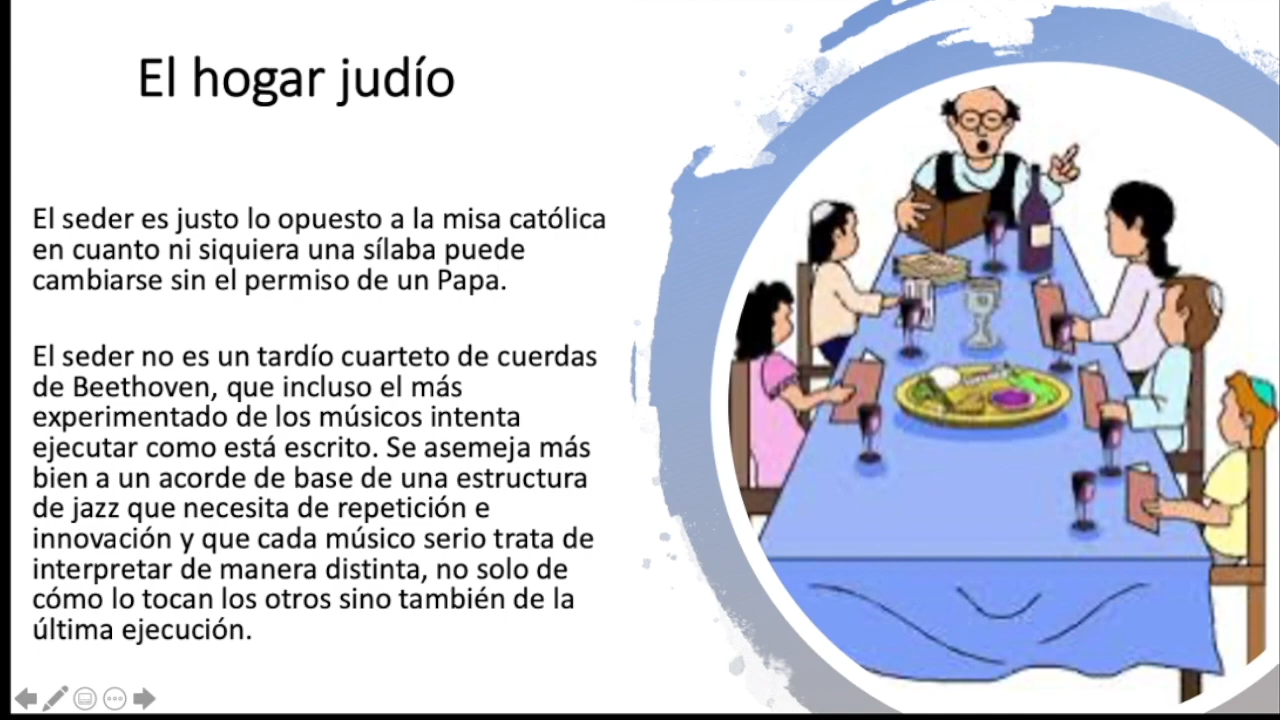 El hogar judío
El seder es justo lo opuesto a la misa católica
en cuanto ni siquiera una sílaba puede
cambiarse sin el permiso de un Papa.
El seder no es un tardío cuarteto de cuerdas
de Beethoven, que incluso el más
experimentado de los músicos intenta
ejecutar como está escrito. Se asemeja más
bien a un acorde de base de una estructura
de jazz que necesita de repetición e
innovación y que cada músico serio trata de
interpretar de manera distinta, no solo de
cómo lo tocan los otros sino también de la
última ejecución.